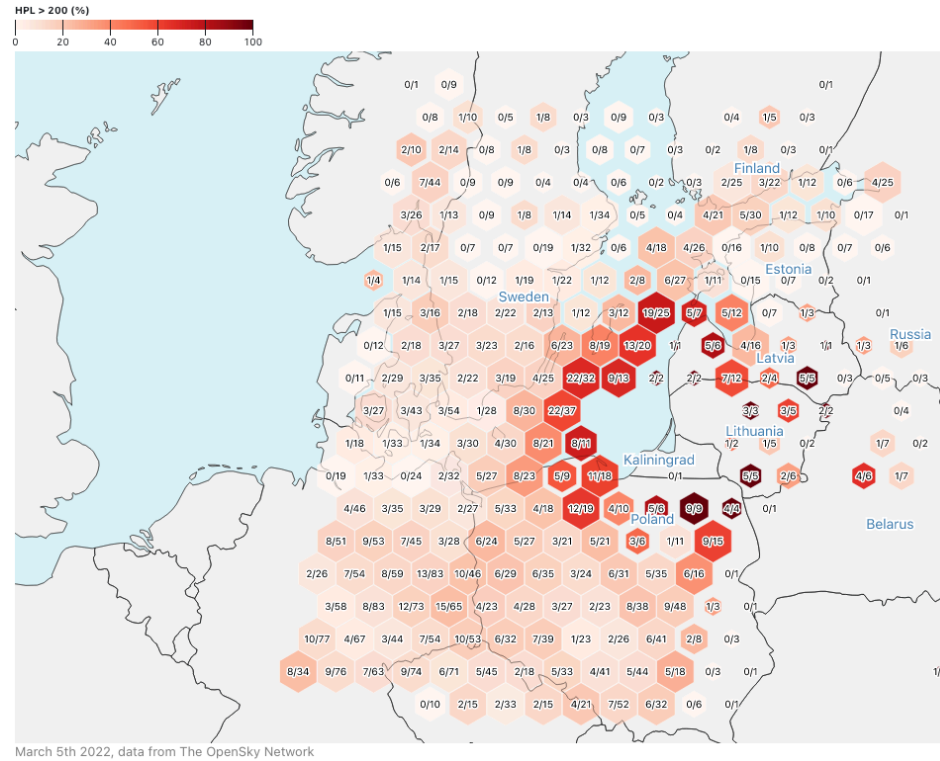 HPL > 200 (%)
0 20 40 60 80 100
0/1 0/9 0/1
0/8 1/10 0/5 1/8 0/3 0/9 0/3 0/4 1/5 0/3
2/10 2/14 0/8 1/8 0/3 0/8 0/7 0/3 0/2 1/8 0/3 0/1
Finland
0/6 7/44 0/9 0/9 0/4 0/4 0/6 0/2 0/3 2/25 3/22 1/12 0/6 4/25
3/26 1/13 0/9 1/8 1/14 1/34 0/5 0/4 4/21 5/30 1/12 1/10 0/17 0/1
1/15 2/17 0/7 0/7 0/19 1/32 0/6 4/18 4/26 0/16 1/10 0/8 0/7 0/6
Estonia
1/4 1/14 1/15 0/12 1/19 1/22 1/12 2/8 6/27 1/11 0/15 0/7 0/2 0/1
Sweden
1/15 3/16 2/18 2/22 2/13 1/12 3/12 19/25 5/7 5/12 0/7 1/3 0/1
Russia
0/12 2/18 3/27 3/23 2/16 6/23 8/19 13/20 1/1 5/6 4/16 1/3 1/1 1/3 1/6
Latvia
0/11 2/29 3/35 2/22 3/19 4/25 22/32 9/13 2/2 2/2 7/12 2/4 5/5 0/3 0/5 0/3
3/27 3/43 3/54 1/28 8/30 22/37 3/3 3/5 2/2 0/4
Lithuania
1/18 1/33 1/34 3/30 4/30 8/21 8/11 1/2 1/5 0/2 1/7 0/2
Kaliningrad
0/19 1/33 0/24 2/32 5/27 8/23 5/9 11/18 0/1 5/5 2/6 4/6 1/7
4/46 3/35 3/29 2/27 5/33 4/18 12/19 4/10 5/6 9/9 4/4 0/1
Poland
Belarus
8/51 9/53 7/45 3/28 6/24 5/27 3/21 5/21 3/6 1/11 9/15
2/26 7/54 8/59 13/83 10/46 6/29 6/35 3/24 6/31 5/35 6/16 0/1
3/58 8/83 12/73 15/65 4/23 4/28 3/27 2/23 8/38 9/48 1/3 0/1
10/77 4/67 3/44 7/54 10/53 6/32 7/39 1/23 2/26 6/41 2/8 0/3
8/34 9/76 7/63 9/74 6/71 5/45 2/18 5/33 4/41 5/44 5/18 0/3 0/1
0/10 2/15 2/33 2/15 4/21 7/52 6/32 0/6 0/1
March 5th 2022, data from The OpenSky Network